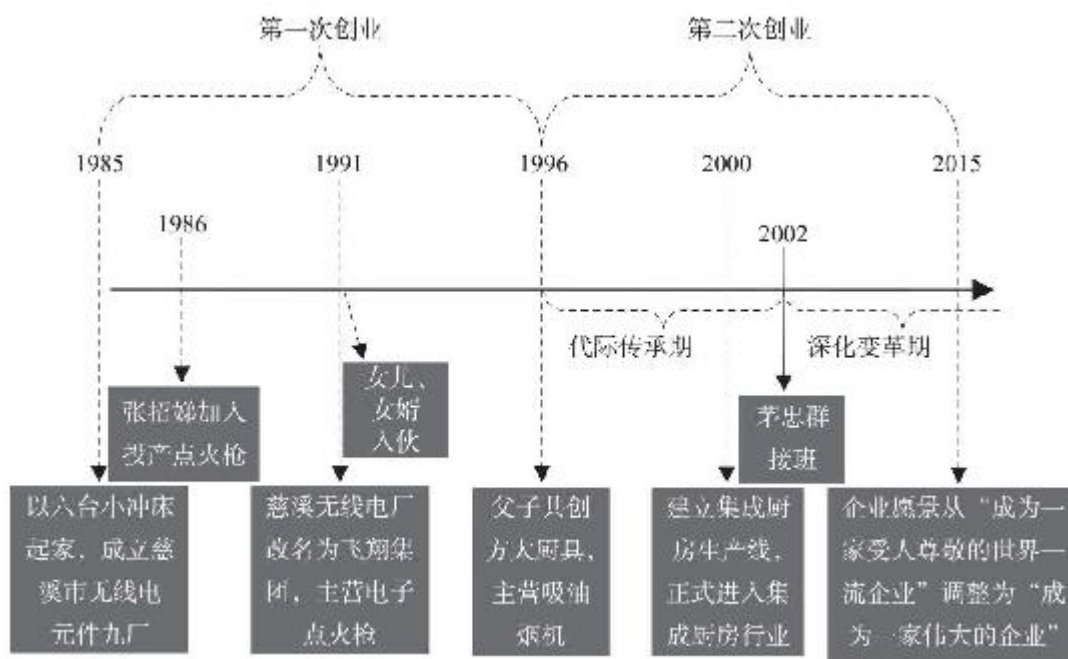 第一次创业
第二次创业
1985
1991
1996
2000
2015
1986
2002
代际传承期
深化变革期
张招娣加入
投产点火枪
女儿、
女婿
入伙
茅忠群
接班
以六台小冲床
起家，成立慈
溪市无线电
元件九厂
慈溪无线电厂
改名为飞翔集
团，主营电子
点火枪
父子共创
方太厨具，
主营吸油
烟机
建立集成厨
房生产线，
正式进入集
成厨房行业
企业愿景从“成为一
家受人尊敬的世界一
流企业”调整为“成
为一家伟大的企业”